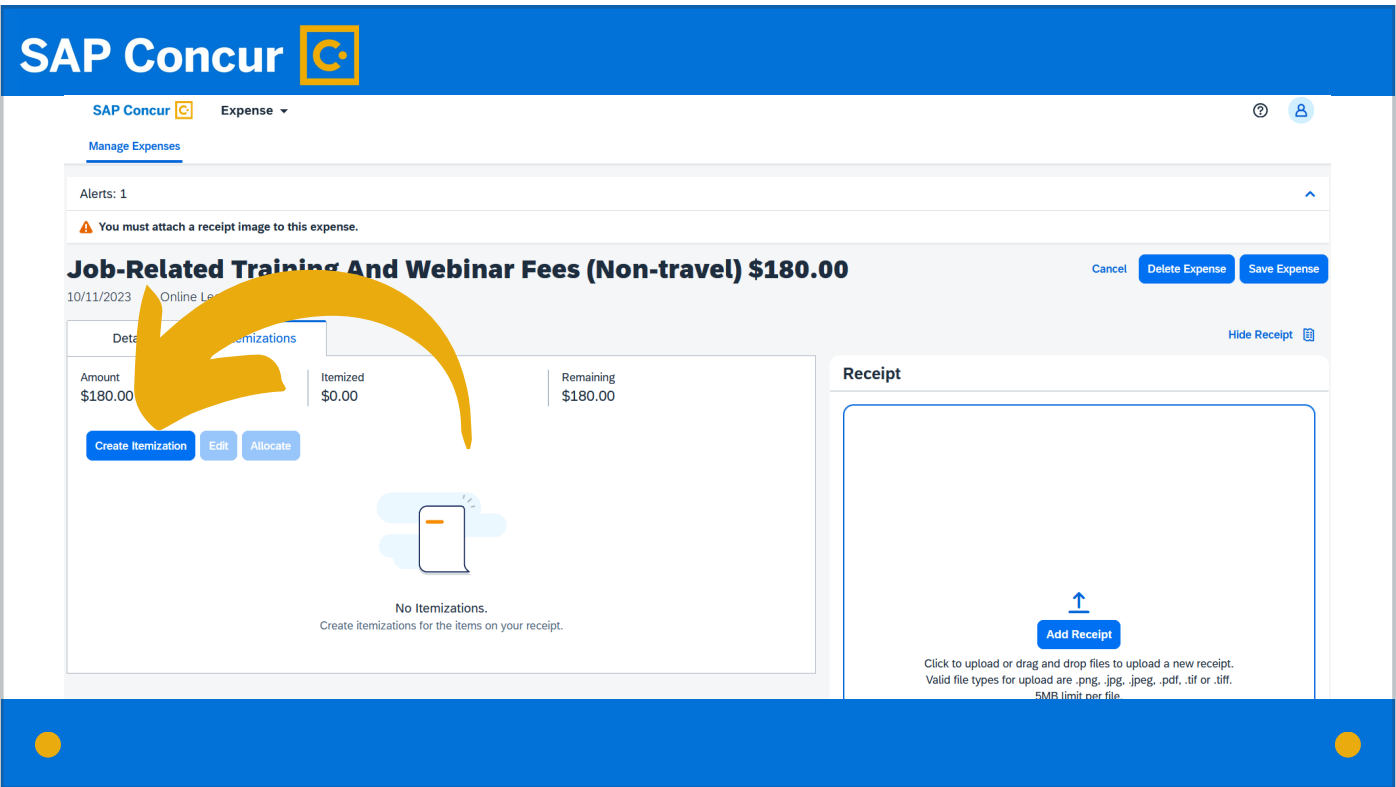 SAP Concur C
SAP Concur C Expense
Manage Expenses
Alerts: 1
You must attach a receipt image to this expense.
Job-Related Training And Webinar Fees (Non-travel) $180.00
Cancel Delete Expense Save Expense
10/11/2023 Online
Hide Receipt
Amount Itemized Remaining
$180.00 $0.00 $180.00
Receipt
Create Itemization Edit Allocate
No Itemizations.
Create itemizations for the items on your receipt.
Add Receipt
Click to upload or drag and drop files to upload a new receipt.
Valid file types for upload are .png, .jpg, .jpeg, .pdf, .tif or .tiff.
5MB limit per file.